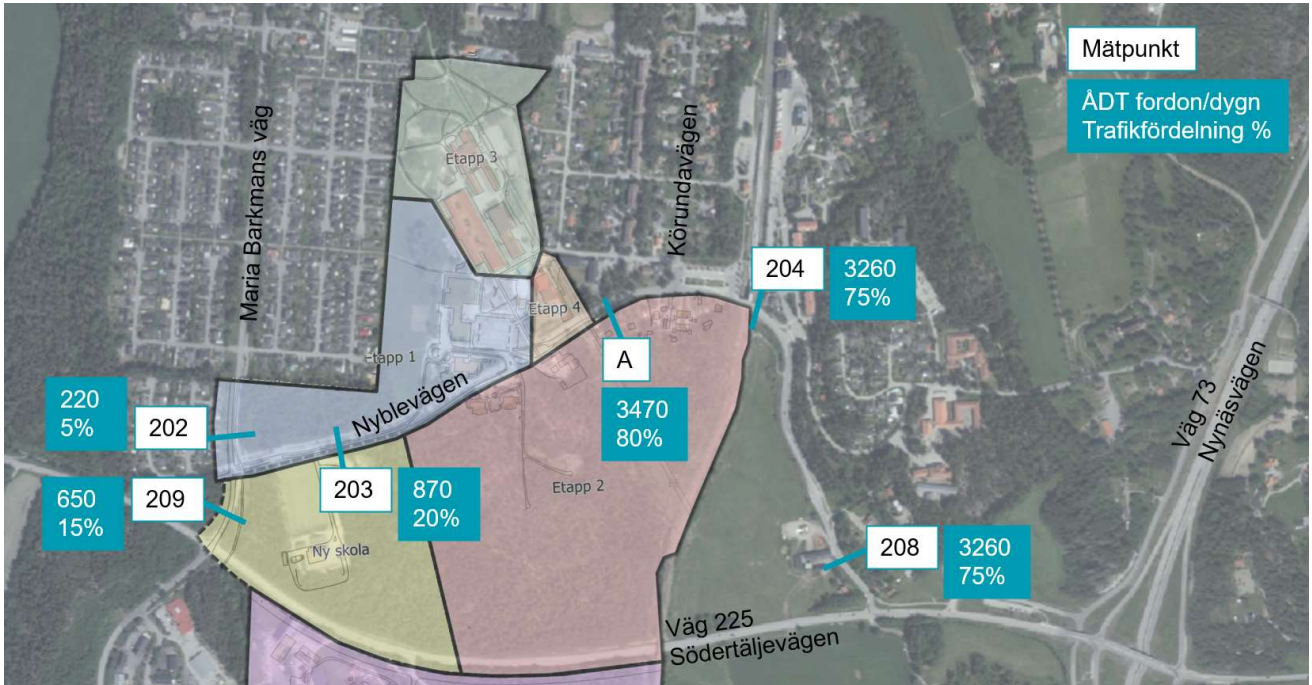 Mätpunkt
ÅDT fordon/dygn
Trafikfördelning %
Maria Barkmans väg
Etapp 3
Körundavägen
204
3260
75%
Väg 73
Nynäsvägen
Etapp 4
Etapp 1
A
3470
80%
Nyblevägen
220
5%
202
203
870
20%
650
15%
209
Etapp 2
Ny skola
208
3260
75%
Väg 225
Södertäljevägen